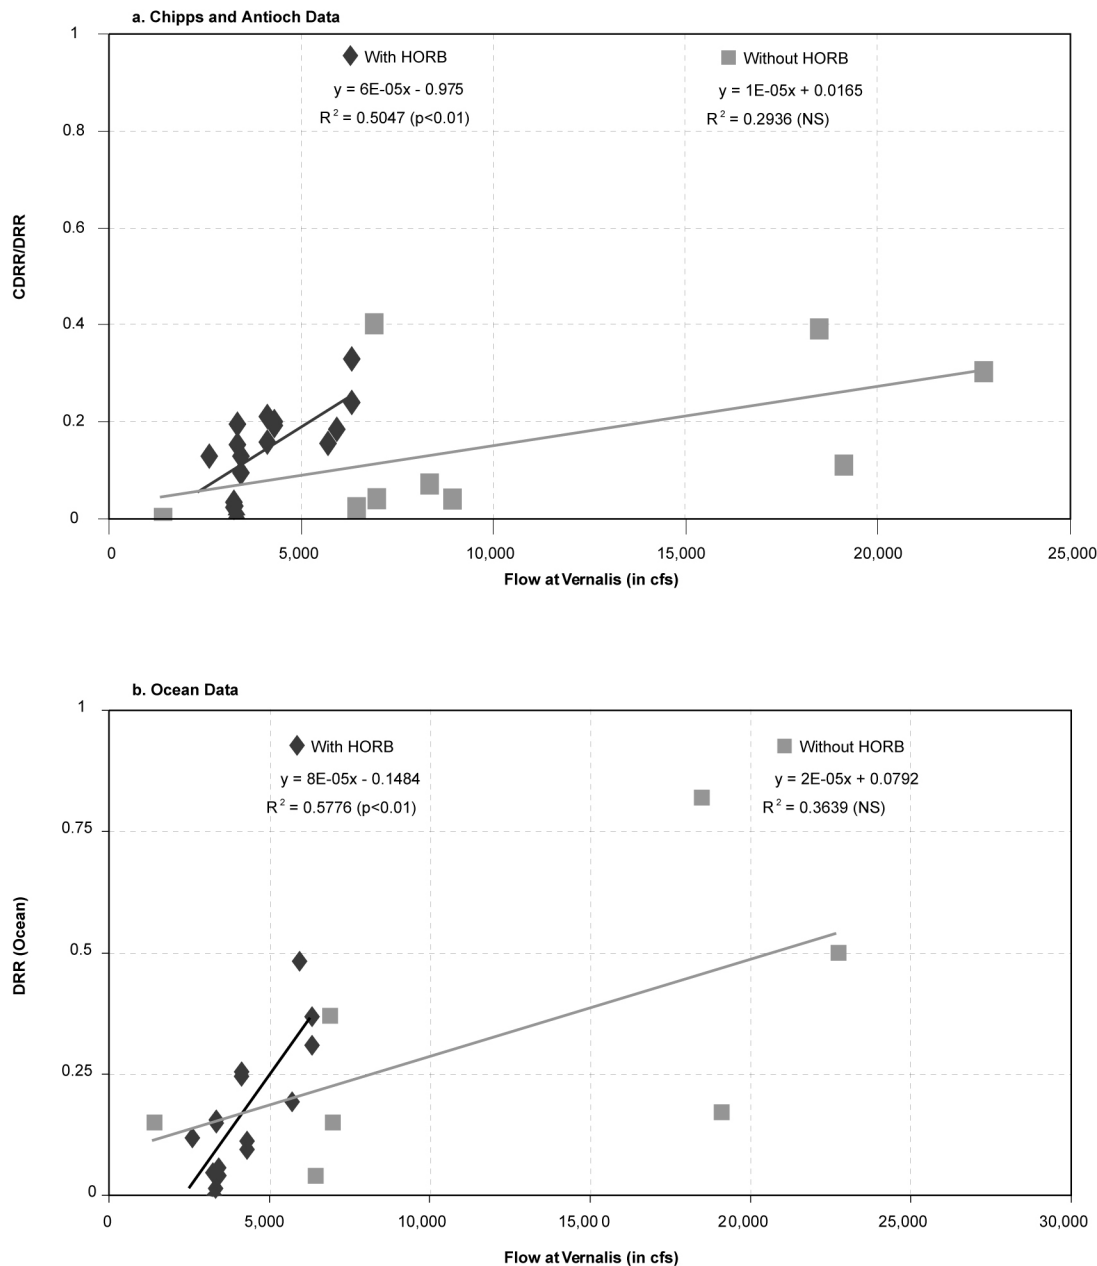 a. Chipps and Antioch Data
1
With HORB
Without HORB
y = 6E-05x - 0.975
y = 1E-05x + 0.0165
R 2 = 0.5047 (p<0.01)
R 2 = 0.2936 (NS)
0.8
0.6
CDRR/DRR
0.4
0.2
0
0 5,000 10,000 15,000 20,000 25,000
Flow at Vernalis (in cfs)
b. Ocean Data
1
With HORB
Without HORB
y = 8E-05x - 0.1484
y = 2E-05x + 0.0792
R 2 = 0.5776 (p<0.01)
R 2 = 0.3639 (NS)
0.75
DRR (Ocean)
0.5
0.25
0
0 5,000 10,000 15,00 0 20,000 25,000 30,000
Flow at Vernalis (in cfs)